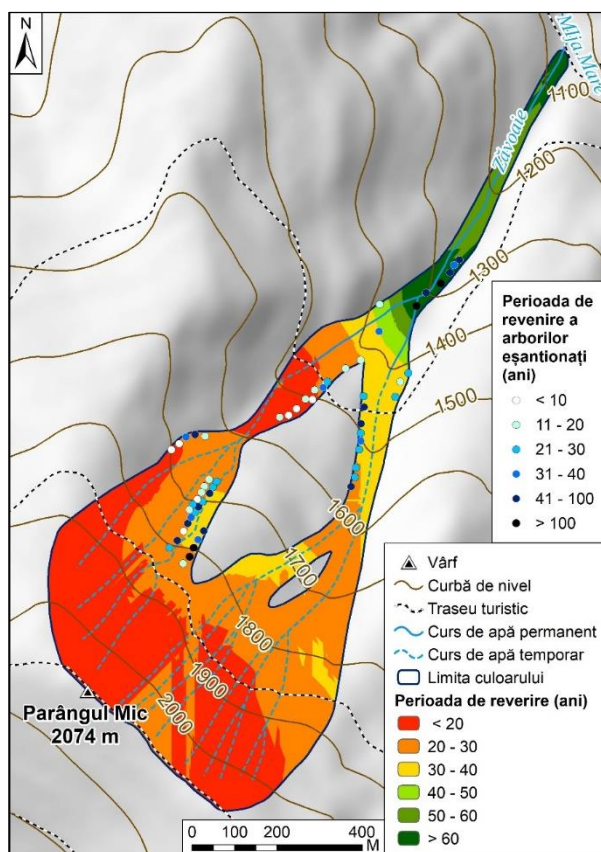 N
Mlja Mare
1100
Zăvoaie
1200
1300
1400
1500
1600
1700
1800
1900
2000
Parângul Mic
2074 m
Perioada de
revenire a
arborilor
eșantionați
(ani)
< 10
11 - 20
21 - 30
31 - 40
41 - 100
> 100
Vârf
Curbă de nivel
Traseu turistic
Curs de apă permanent
Curs de apă temporar
Limita culoarului
Perioada de reverire (ani)
< 20
20 - 30
30 - 40
40 - 50
50 - 60
> 60
0 100 200 400
M